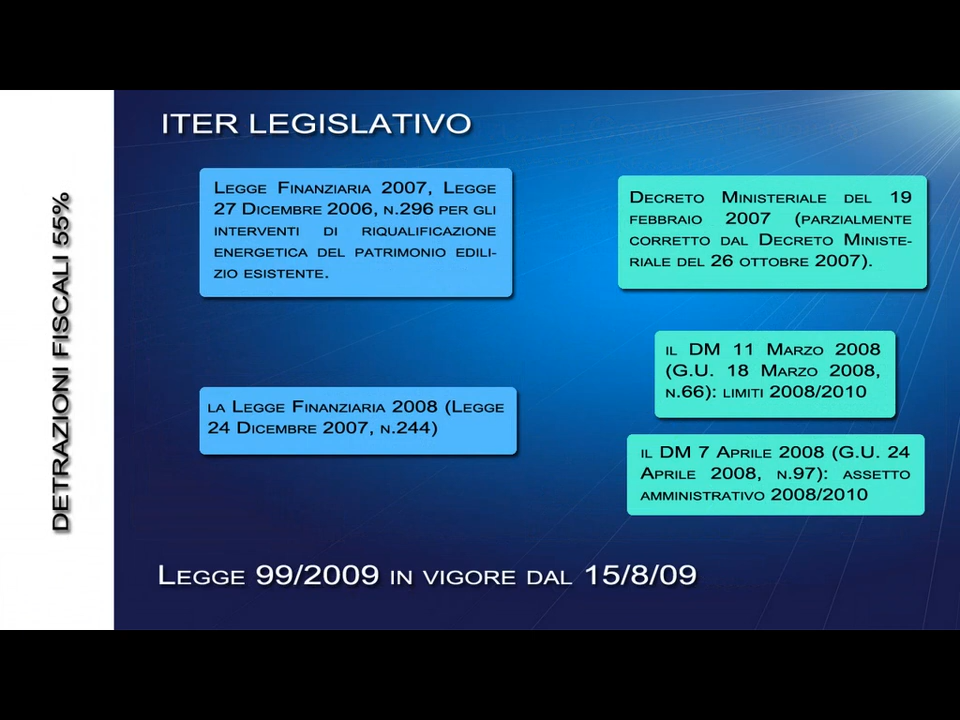 DETRAZIONI FISCALI 55%
ITER LEGISLATIVO
Legge Finanziaria 2007, Legge
27 Dicembre 2006, n.296 per gli
interventi di riqualificazione
energetica del patrimonio edili-
zio esistente.
Decreto Ministeriale del 19
febbraio 2007 (parzialmente
corretto dal Decreto Ministe-
riale del 26 ottobre 2007).
il DM 11 Marzo 2008
(G.U. 18 Marzo 2008,
n.66): limiti 2008/2010
la Legge Finanziaria 2008 (Legge
24 Dicembre 2007, n.244)
il DM 7 Aprile 2008 (G.U. 24
Aprile 2008, n.97): assetto
amministrativo 2008/2010
Legge 99/2009 in vigore dal 15/8/09